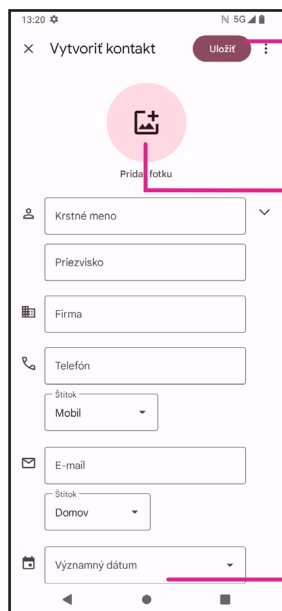 13:20 5G
Vytvoriť kontakt Uložiť
Pridať fotku
Krstné meno
Priezvisko
Firma
Telefón
Štítok
Mobil
E-mail
Štítok
Domov
Významný dátum